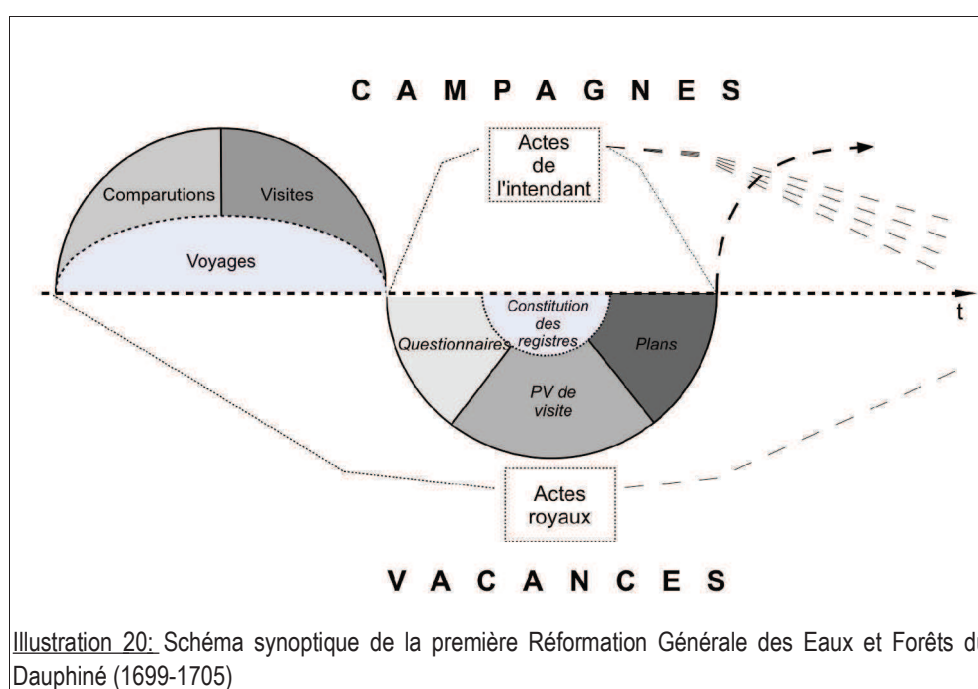 C A M P A G N E S
Actes
de
l'intendant
Comparutions
Visites
Voyages
t
Constitution
des
registres
Questionnaires
Plans
PV de
visite
Actes
royaux
V A C A N C E S
Illustration 20: Schéma synoptique de la première Réformation Générale des Eaux et Forêts d
Dauphiné (1699-1705)